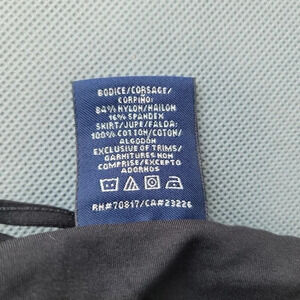 BODICE/CORSAGE/
CORPIÑO:
84% NYLON/NAILON
16% SPANDEX
SKIRT/JUPE/FALDA:
100% COTTON/COTON/
ALGODÓN
EXCLUSIVE OF TRIMS/
GARNITURES NON
COMPRISE/EXCEPTO
ADORNOS
RN#70817/CA#23226